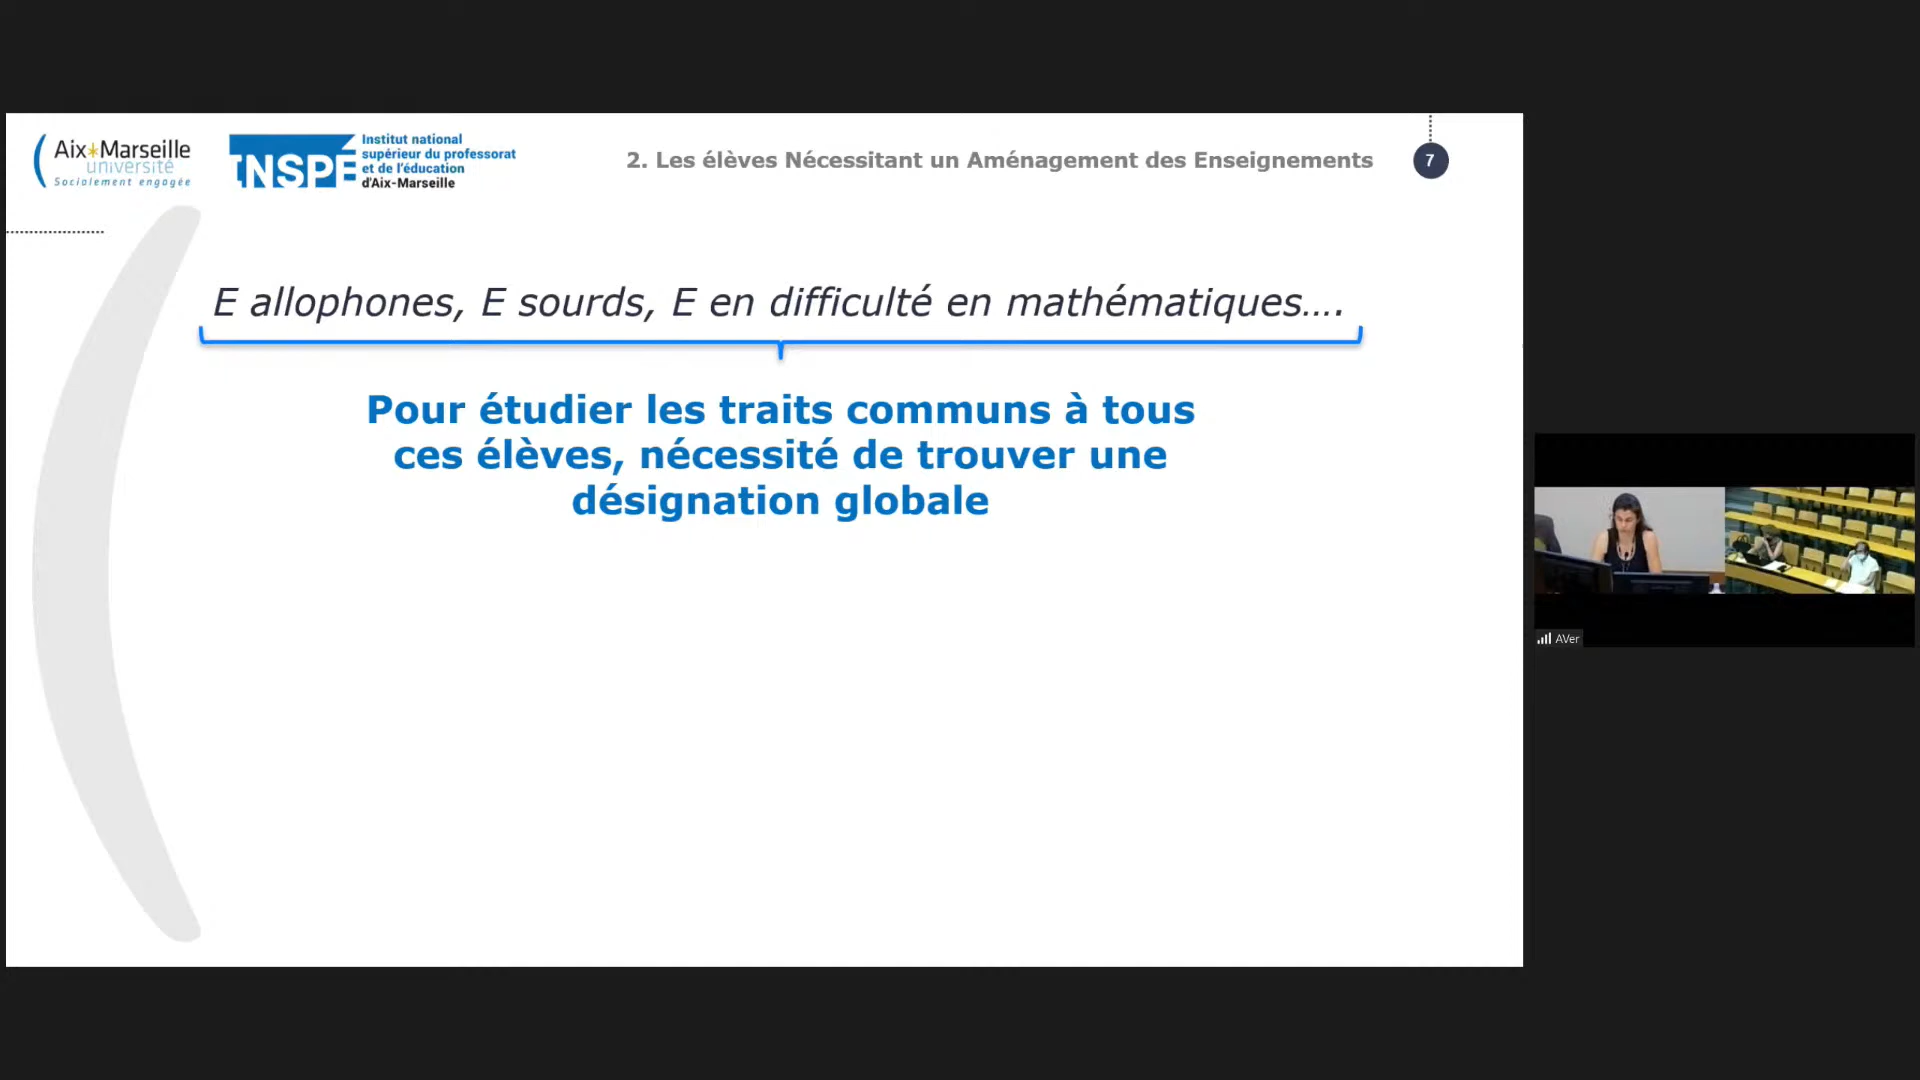 Aix✶Marseille
université
Socialement engagée
INSPÉ
Institut national
supérieur du professorat
et de l'éducation
d'Aix-Marseille
2. Les élèves Nécessitant un Aménagement des Enseignements
7
E allophones, E sourds, E en difficulté en mathématiques….
Pour étudier les traits communs à tous
ces élèves, nécessité de trouver une
désignation globale
AVer